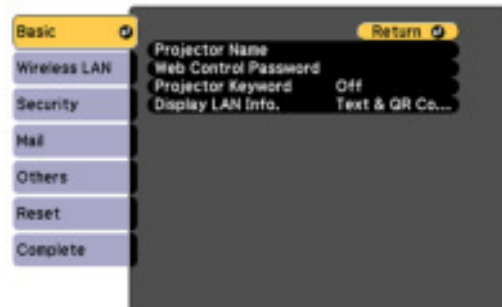 Basic
Wireless LAN
Security
Mail
Others
Reset
Complete
Return
Projector Name
Web Control Password
Projector Keyword Off
Display LAN Info. Text & QR Co...